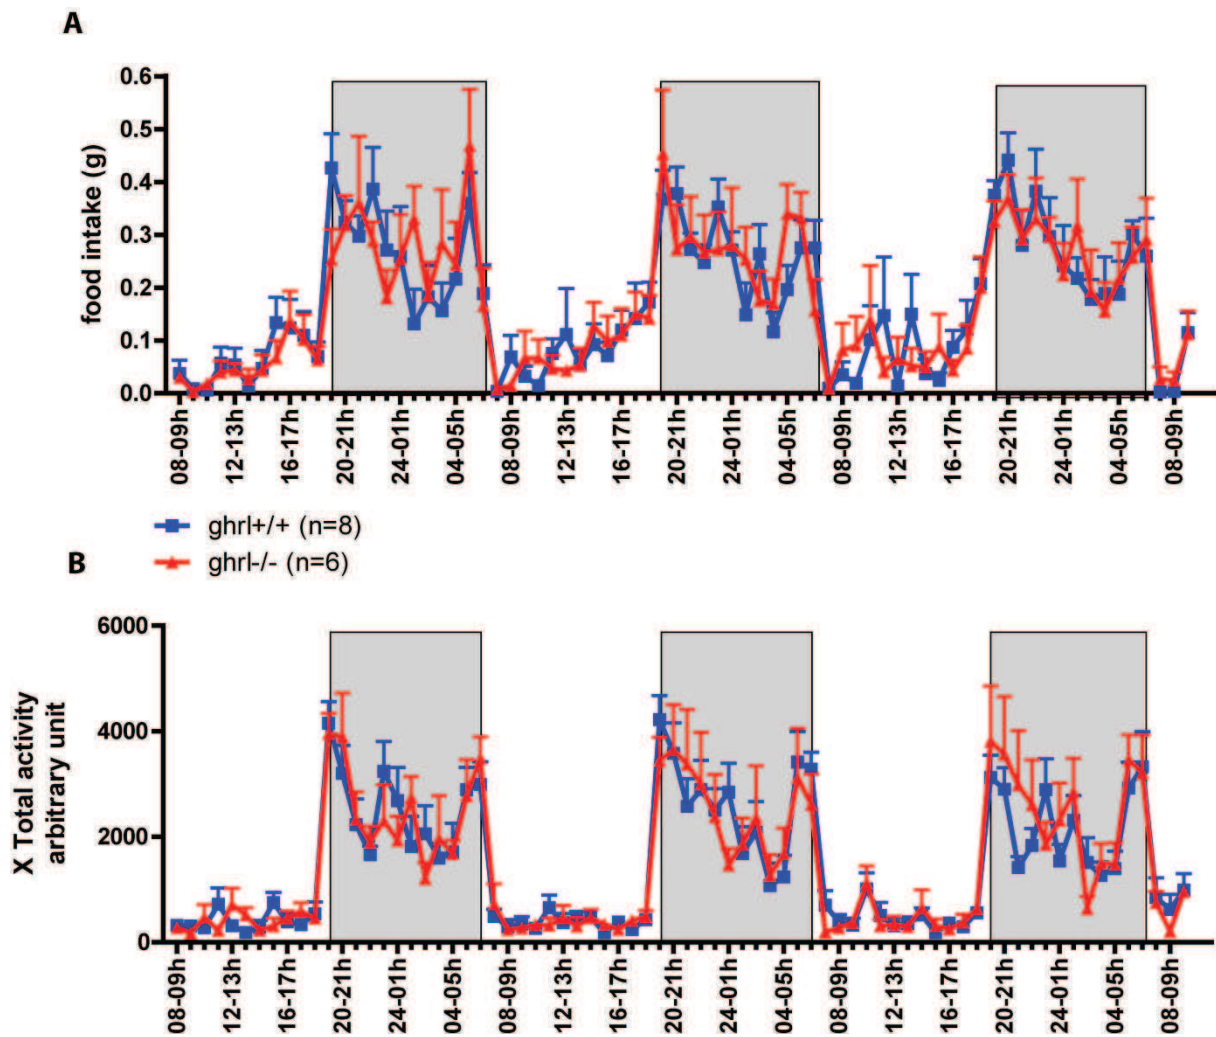 A
0.6
0.5
0.4
0.3
0.2
0.1
0.0
food intake (g)
08-09h
12-13h
16-17h
20-21h
24-01h
04-05h
08-09h
12-13h
16-17h
20-21h
24-01h
04-05h
08-09h
12-13h
16-17h
20-21h
24-01h
04-05h
08-09h
ghrl+/+ (n=8)
ghrl-/- (n=6)
B
6000
4000
2000
0
X Total activity
arbitrary unit
08-09h
12-13h
16-17h
20-21h
24-01h
04-05h
08-09h
12-13h
16-17h
20-21h
24-01h
04-05h
08-09h
12-13h
16-17h
20-21h
24-01h
04-05h
08-09h